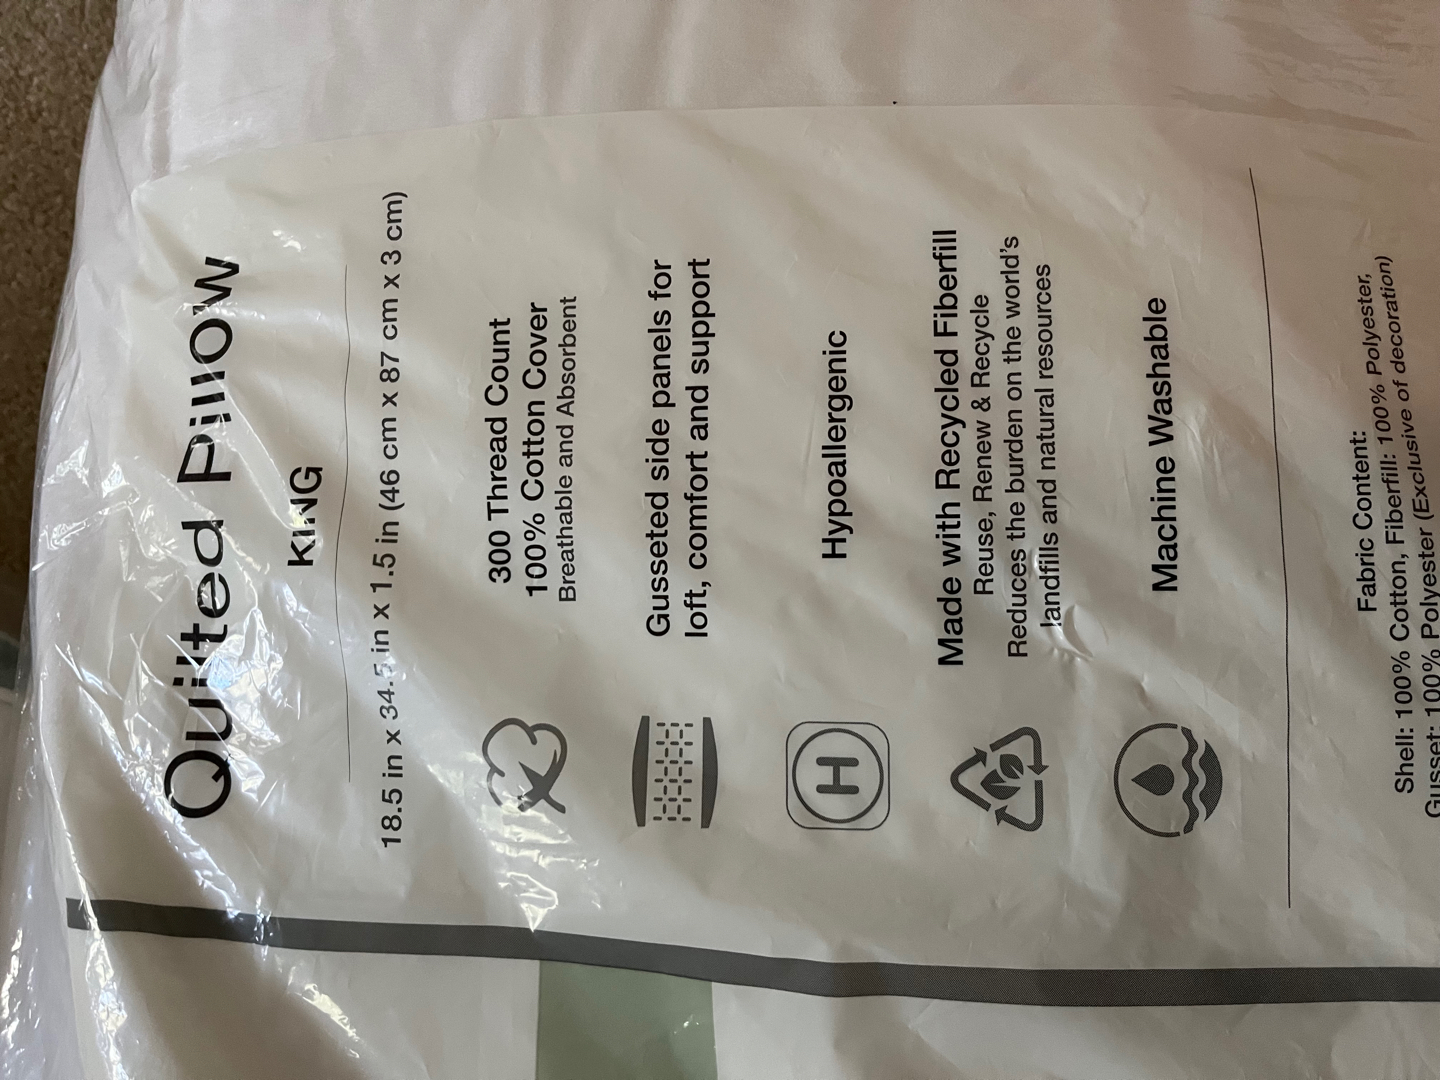 Quilted Pillow
KING
18.5 in x 34.5 in x 1.5 in (46 cm x 87 cm x 3 cm)
300 Thread Count
100% Cotton Cover
Breathable and Absorbent
Gusseted side panels for
loft, comfort and support
H
Hypoallergenic
Made with Recycled Fiberfill
Reuse, Renew & Recycle
Reduces the burden on the world's
landfills and natural resources
Machine Washable
Fabric Content:
Shell: 100% Cotton, Fiberfill: 100% Polyester,
Gusset: 100% Polyester (Exclusive of decoration)